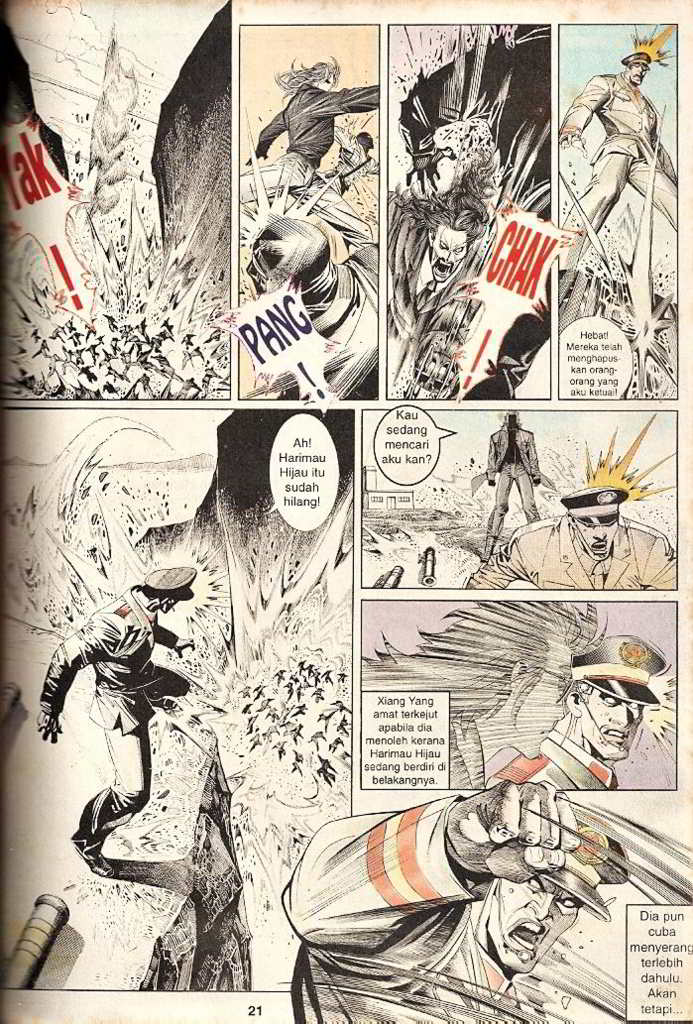 Yak
!
PANG
!
CHAK
!
Hebat!
Mereka telah
menghapus-
kan orang-
orang yang
aku ketuai!
Ah!
Harimau
Hijau itu
sudah
hilang!
Kau
sedang
mencari
aku kan?
Xiang Yang
amat terkejut
apabila dia
menoleh kerana
Harimau Hijau
sedang berdiri di
belakangnya.
Dia pun
cuba
menyerang
terlebih
dahulu.
Akan
tetapi...
21